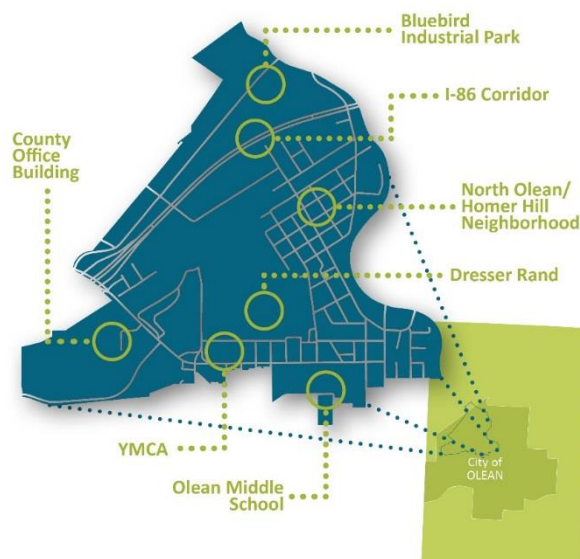 Bluebird
Industrial Park
I-86 Corridor
County
Office
Building
North Olean/
Homer Hill
Neighborhood
Dresser Rand
YMCA
Olean Middle
School
City of
OLEAN